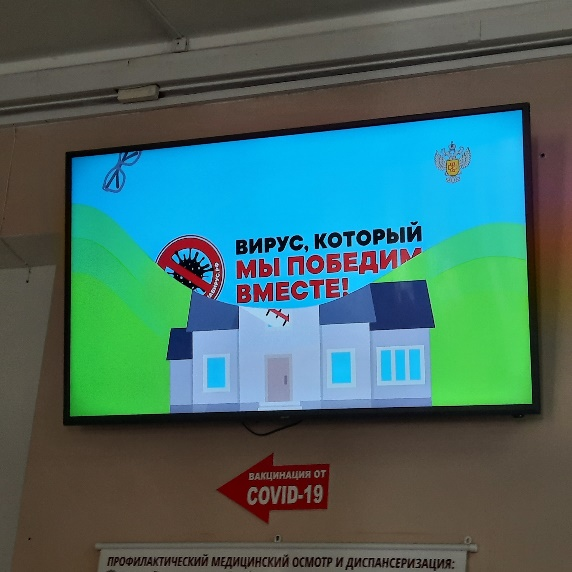 ВИРУС, КОТОРЫЙ
МЫ ПОБЕДИМ
ВМЕСТЕ!
ВАКЦИНАЦИЯ ОТ
COVID-19
ПРОФИЛАКТИЧЕСКИЙ МЕДИЦИНСКИЙ ОСМОТР И ДИСПАНСЕРИЗАЦИЯ: